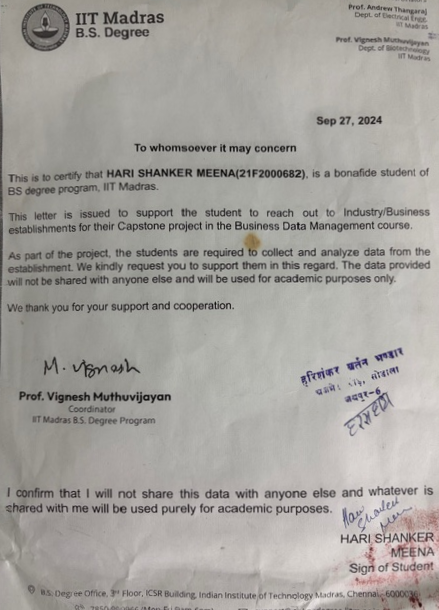 IIT Madras
B.S. Degree
Prof. Andrew Thangaraj
Dept. of Electrical Engg.
IIT Madras
Prof. Vignesh Muthuvijayan
Dept. of Biotechnology
IIT Madras
Sep 27, 2024
To whomsoever it may concern
This is to certify that HARI SHANKER MEENA(21F2000682), is a bonafide student of
BS degree program, IIT Madras.
This letter is issued to support the student to reach out to Industry/Business
establishments for their Capstone project in the Business Data Management course.
As part of the project, the students are required to collect and analyze data from the
establishment. We kindly request you to support them in this regard. The data provided
will not be shared with anyone else and will be used for academic purposes only.
We thank you for your support and cooperation.
M. Vignesh
Prof. Vignesh Muthuvijayan
Coordinator
IIT Madras B.S. Degree Program
हरिशंकर बर्तन भण्डार
सोडाला
जयपुर-6
I confirm that I will not share this data with anyone else and whatever is
shared with me will be used purely for academic purposes.
Hari
Shanker
HARI SHANKER
MEENA
Sign of Student
B.S. Degree Office, 3rd Floor, ICSR Building, Indian Institute of Technology Madras, Chennai - 600036